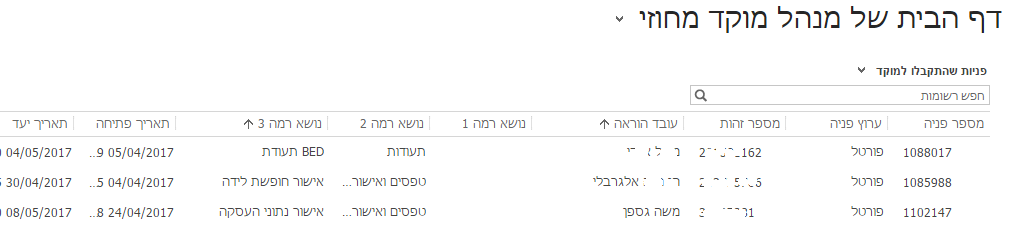 דף הבית של מנהל מוקד מחוזי
פניות שהתקבלו למוקד
חפש רשומות
מספר פניה ערוץ פניה מספר זהות עובד הוראה נושא רמה 1 נושא רמה 2 נושא רמה 3 תאריך פתיחה תאריך יעד
1088017 פורטל תעודות BED תעודת 05/04/2017 9... 04/05/2017
1085988 פורטל אלגרבלי טפסים ואישור... אישור חופשת לידה 04/04/2017 5... 30/04/2017
1102147 פורטל משה גספן טפסים ואישור... אישור נתוני העסקה 24/04/2017 8... 08/05/2017